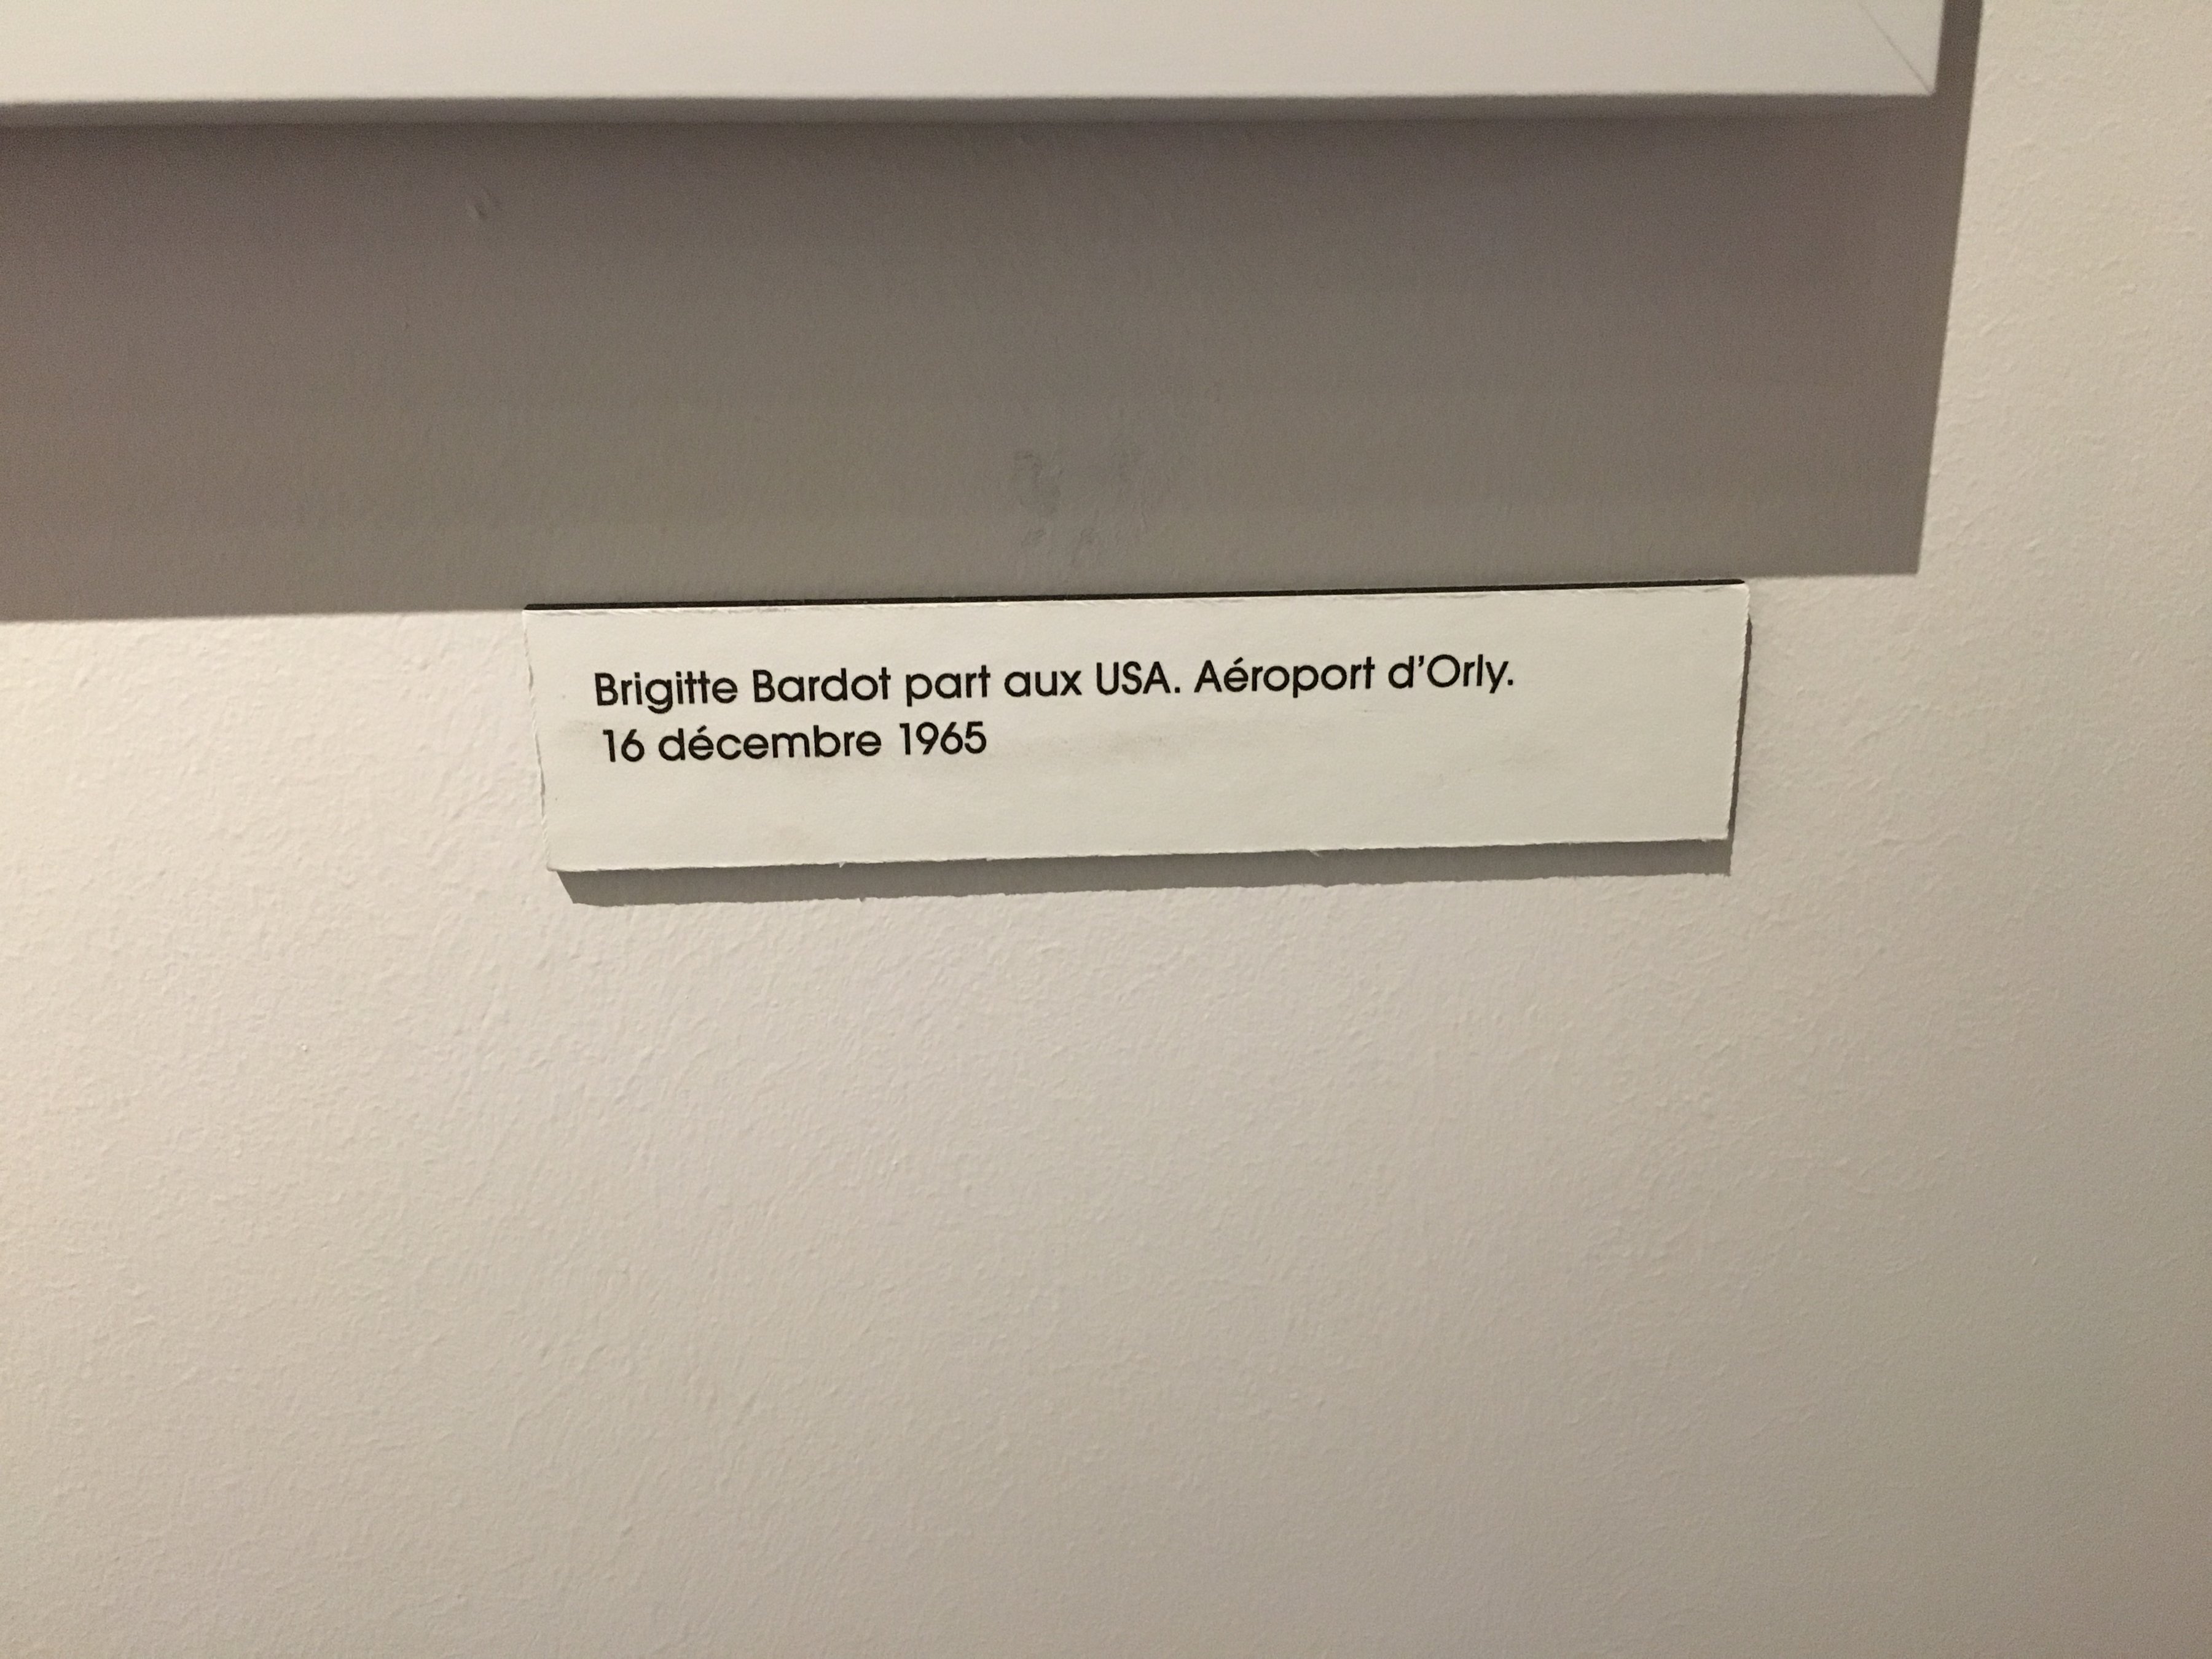 Brigitte Bardot part aux USA. Aéroport d’Orly.
16 décembre 1965